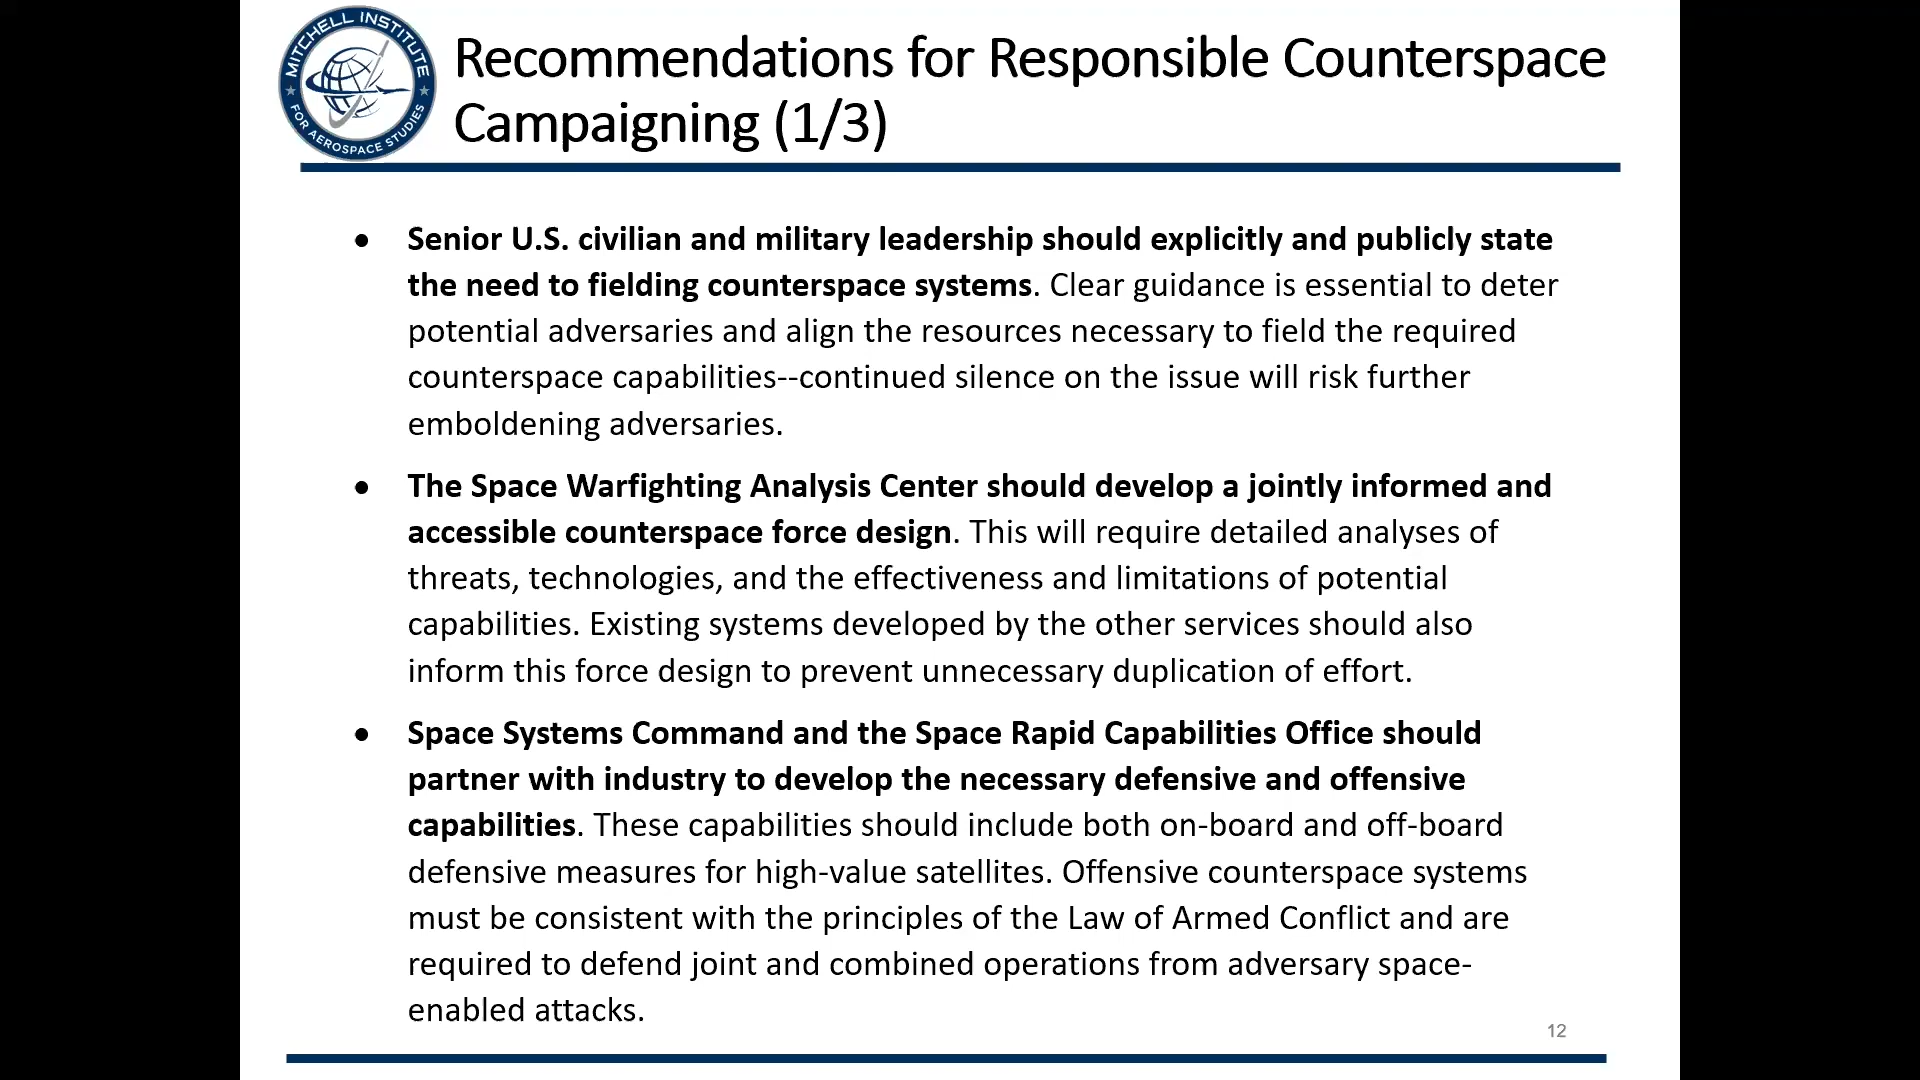 MITCHELL INSTITUTE
FOR AEROSPACE STUDIES
Recommendations for Responsible Counterspace
Campaigning (1/3)
● Senior U.S. civilian and military leadership should explicitly and publicly state
the need to fielding counterspace systems. Clear guidance is essential to deter
potential adversaries and align the resources necessary to field the required
counterspace capabilities--continued silence on the issue will risk further
emboldening adversaries.
● The Space Warfighting Analysis Center should develop a jointly informed and
accessible counterspace force design. This will require detailed analyses of
threats, technologies, and the effectiveness and limitations of potential
capabilities. Existing systems developed by the other services should also
inform this force design to prevent unnecessary duplication of effort.
● Space Systems Command and the Space Rapid Capabilities Office should
partner with industry to develop the necessary defensive and offensive
capabilities. These capabilities should include both on-board and off-board
defensive measures for high-value satellites. Offensive counterspace systems
must be consistent with the principles of the Law of Armed Conflict and are
required to defend joint and combined operations from adversary space-
enabled attacks.
12